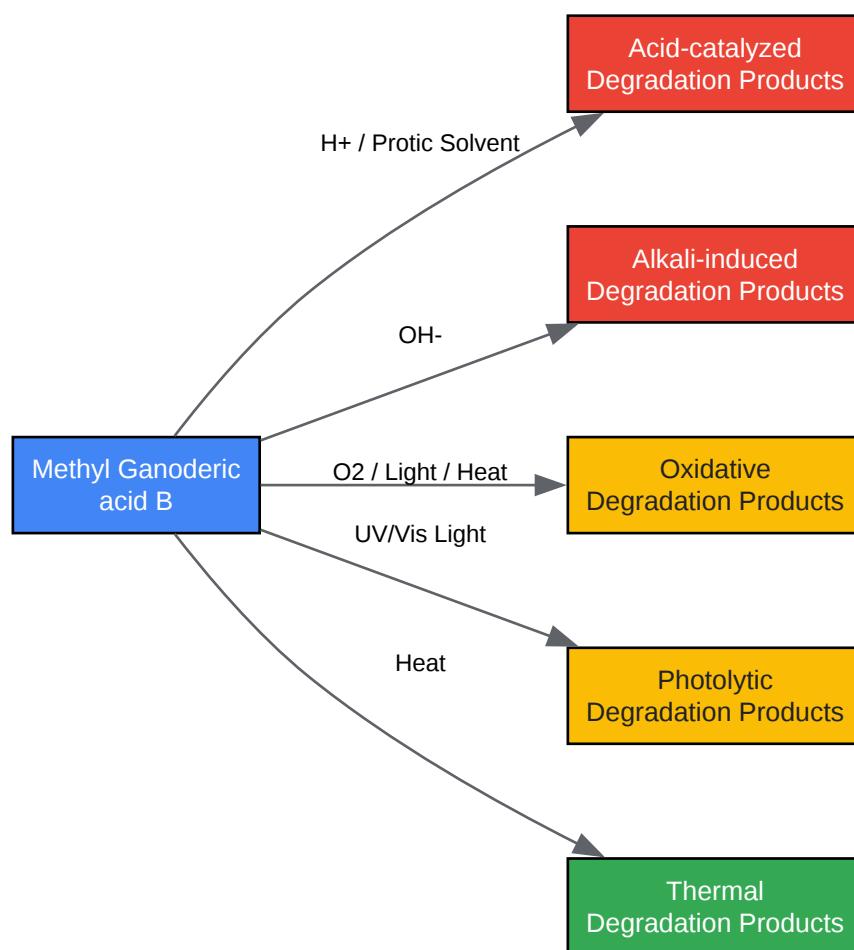 Acid-catalyzed
Degradation Products
H+ / Protic Solvent
Alkali-induced
Degradation Products
OH-
Methyl Ganoderic
acid B
O2 / Light / Heat
Oxidative
Degradation Products
UV/Vis Light
Heat
Photolytic
Degradation Products
Thermal
Degradation Products